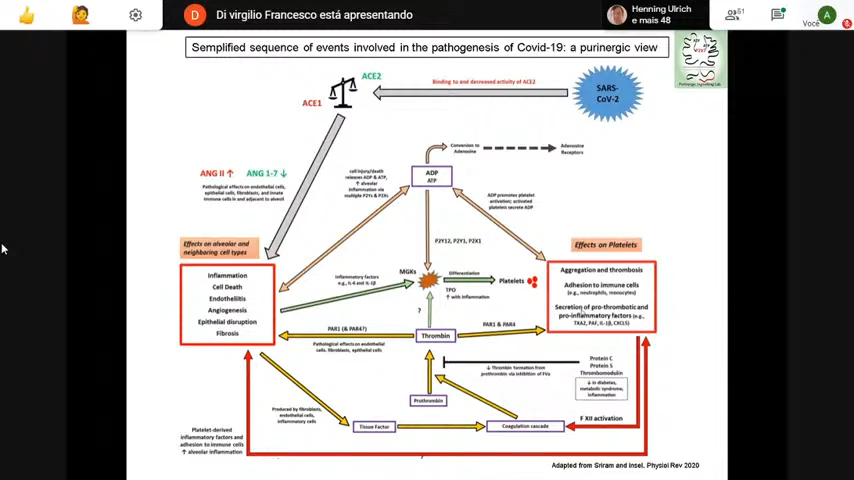 Di virgilio Francesco está apresentando
Henning Ulrich
e mais 48
51
Você
A
D
Semplified sequence of events involved in the pathogenesis of Covid-19: a purinergic view
ACE2
Binding to and decreased activity of ACE2
SARS-
CoV-2
ACE1
Conversion to
Adenosine
Adenosine
Receptors
ANG II
ANG 1-7
Pathological effects on endothelial cells,
epithelial cells, fibroblasts, and innate
immune cells in and adjacent to alveoli
cell injury/death
releases ADP & ATP,
↑ alveolar
inflammation via
multiple P2Ys & P2Xs
ADP
ATP
ADP promotes platelet
activation; activated
platelets secrete ADP
P2Y12, P2Y1, P2X1
Effects on alveolar and
neighboring cell types
Effects on Platelets
Inflammation
Cell Death
Endotheliitis
Angiogenesis
Epithelial disruption
Fibrosis
Inflammatory factors
e.g., IL-6 and IL-1β
MGKs
Differentiation
TPO
↑ with inflammation
Platelets
Aggregation and thrombosis
Adhesion to immune cells
(e.g., neutrophils, monocytes)
Secretion of pro-thrombotic and
pro-inflammatory factors (e.g.,
TXA2, PAF, IL-1β, CXCL5)
?
PAR1 (& PAR4?)
Thrombin
PAR1 & PAR4
Pathological effects on endothelial
cells, fibroblasts, epithelial cells
↓ Thrombin formation from
prothrombin via inhibition of FVa
Protein C
Protein S
Thrombomodulin
↓ in diabetes,
metabolic syndrome,
inflammation
Prothrombin
Produced by fibroblasts,
endothelial cells,
inflammatory cells
Tissue Factor
Coagulation cascade
F XII activation
Platelet-derived
inflammatory factors and
adhesion to immune cells
↑ alveolar inflammation
Adapted from Sriram and Insel, Physiol Rev 2020